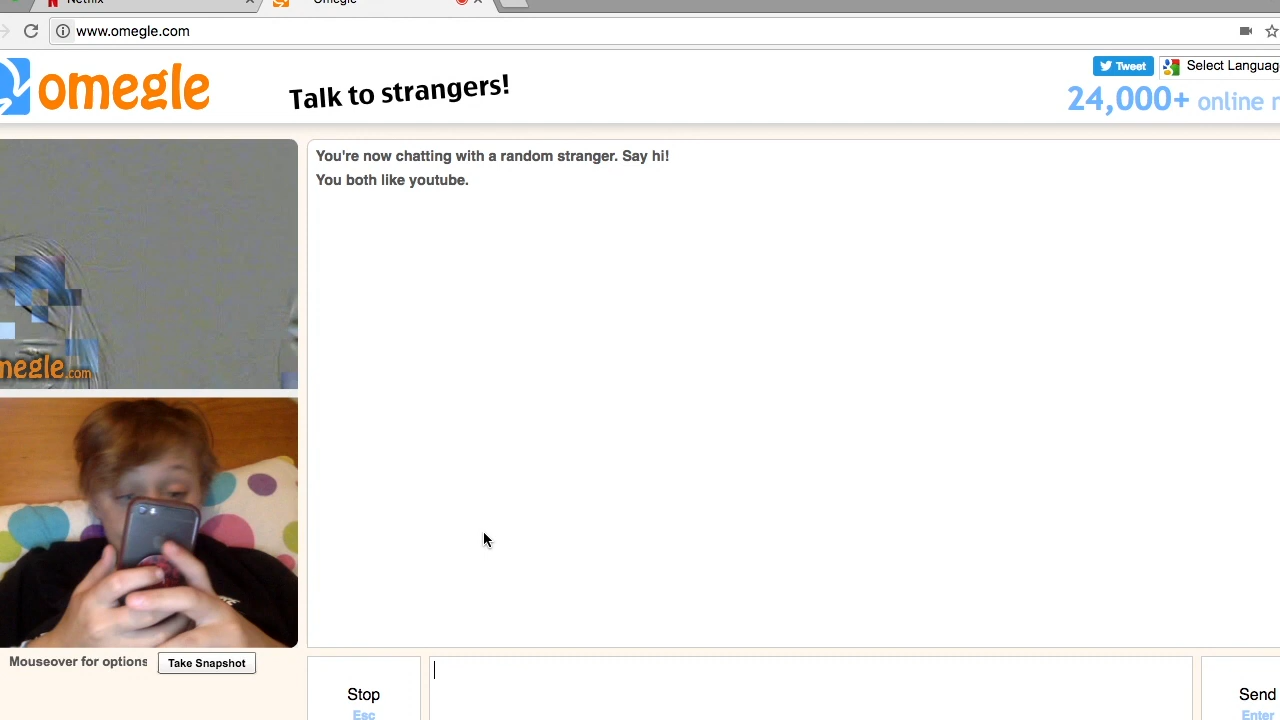 Netflix
Omegle
www.omegle.com
omegle
Talk to strangers!
Tweet
Select Languag
24,000+ online
You're now chatting with a random stranger. Say hi!
You both like youtube.
megle.com
Mouseover for options
Take Snapshot
Stop
Esc
Send
Enter